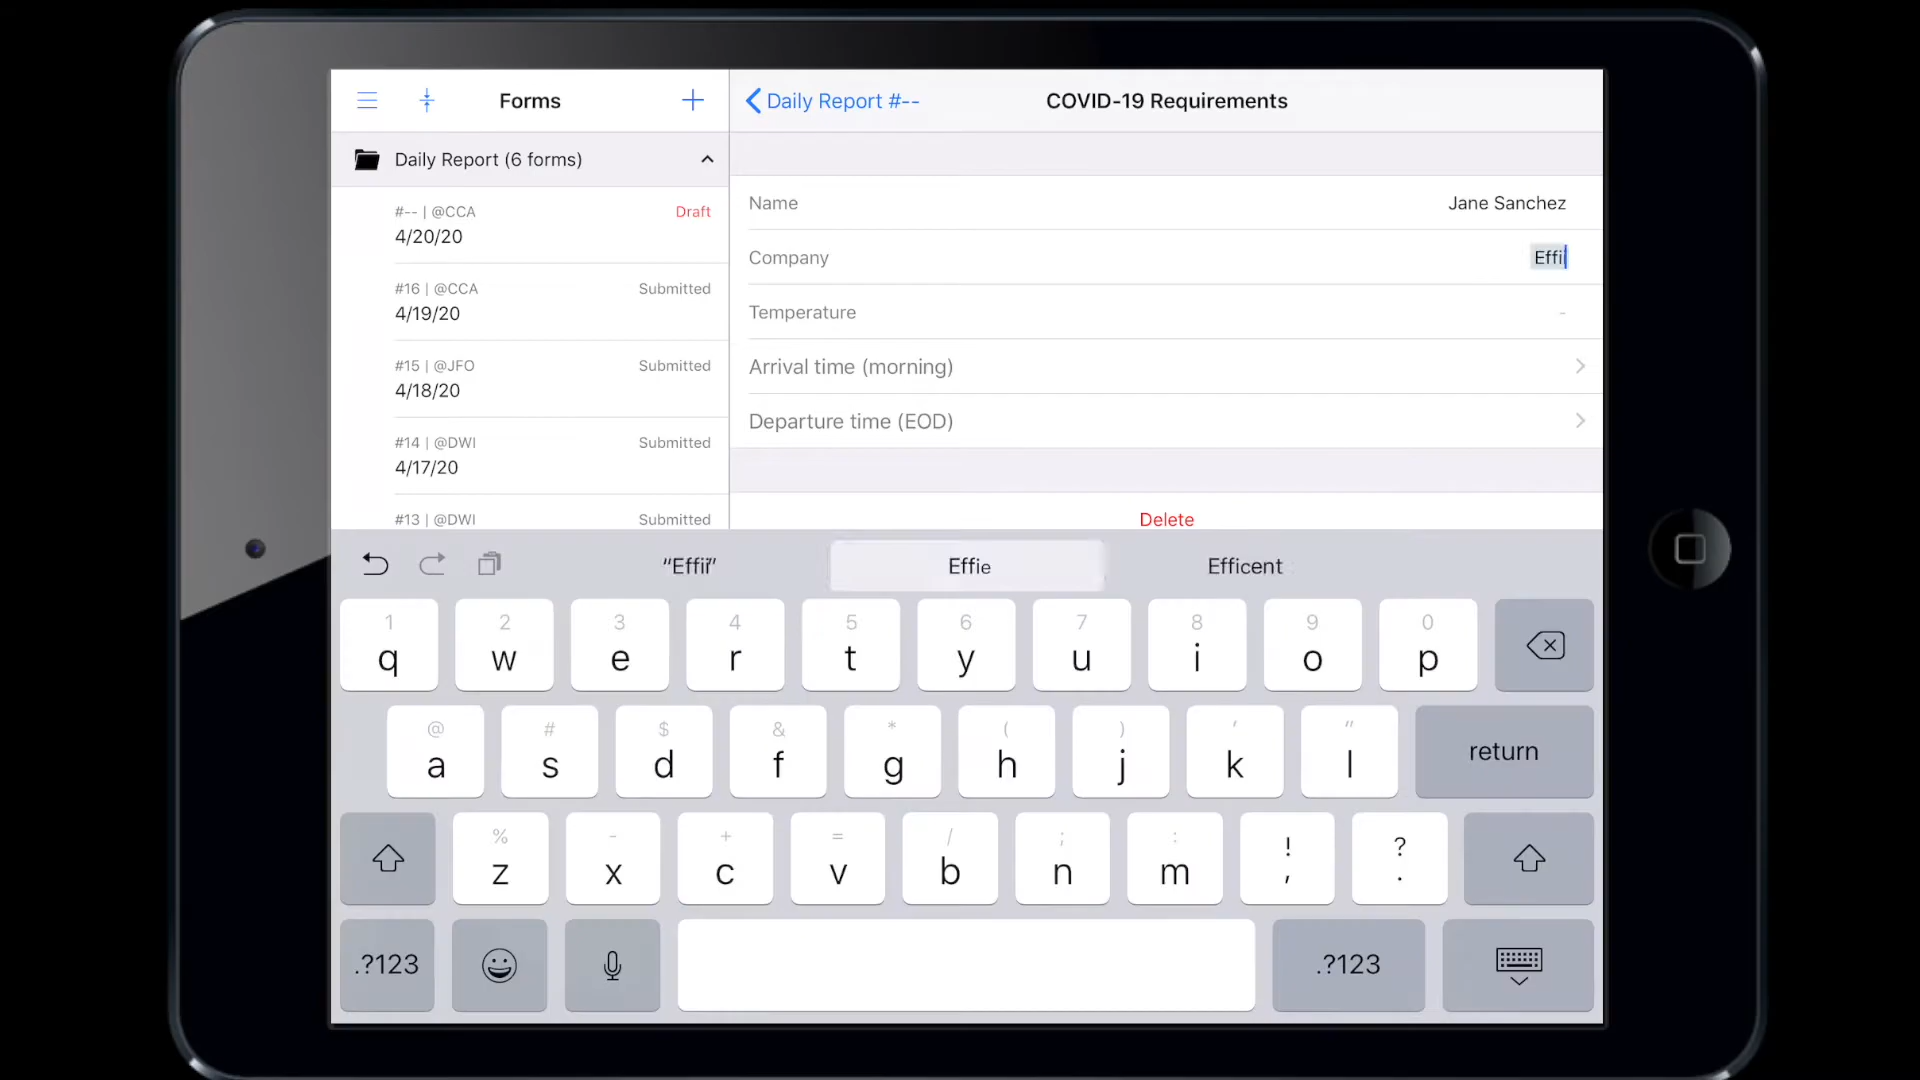 Forms
Daily Report (6 forms)
#-- | @CCA Draft
4/20/20
#16 | @CCA Submitted
4/19/20
#15 | @JFO Submitted
4/18/20
#14 | @DWI Submitted
4/17/20
#13 | @DWI Submitted
Daily Report #--
COVID-19 Requirements
Name Jane Sanchez
Company Effi
Temperature -
Arrival time (morning)
Departure time (EOD)
Delete
“Effi” Effie Efficent
1 2 3 4 5 6 7 8 9 0
q w e r t y u i o p
@ # $ & * ( ) ' "
a s d f g h j k l return
% - + = / ; : ! ?
z x c v b n m , .
.?123 .?123